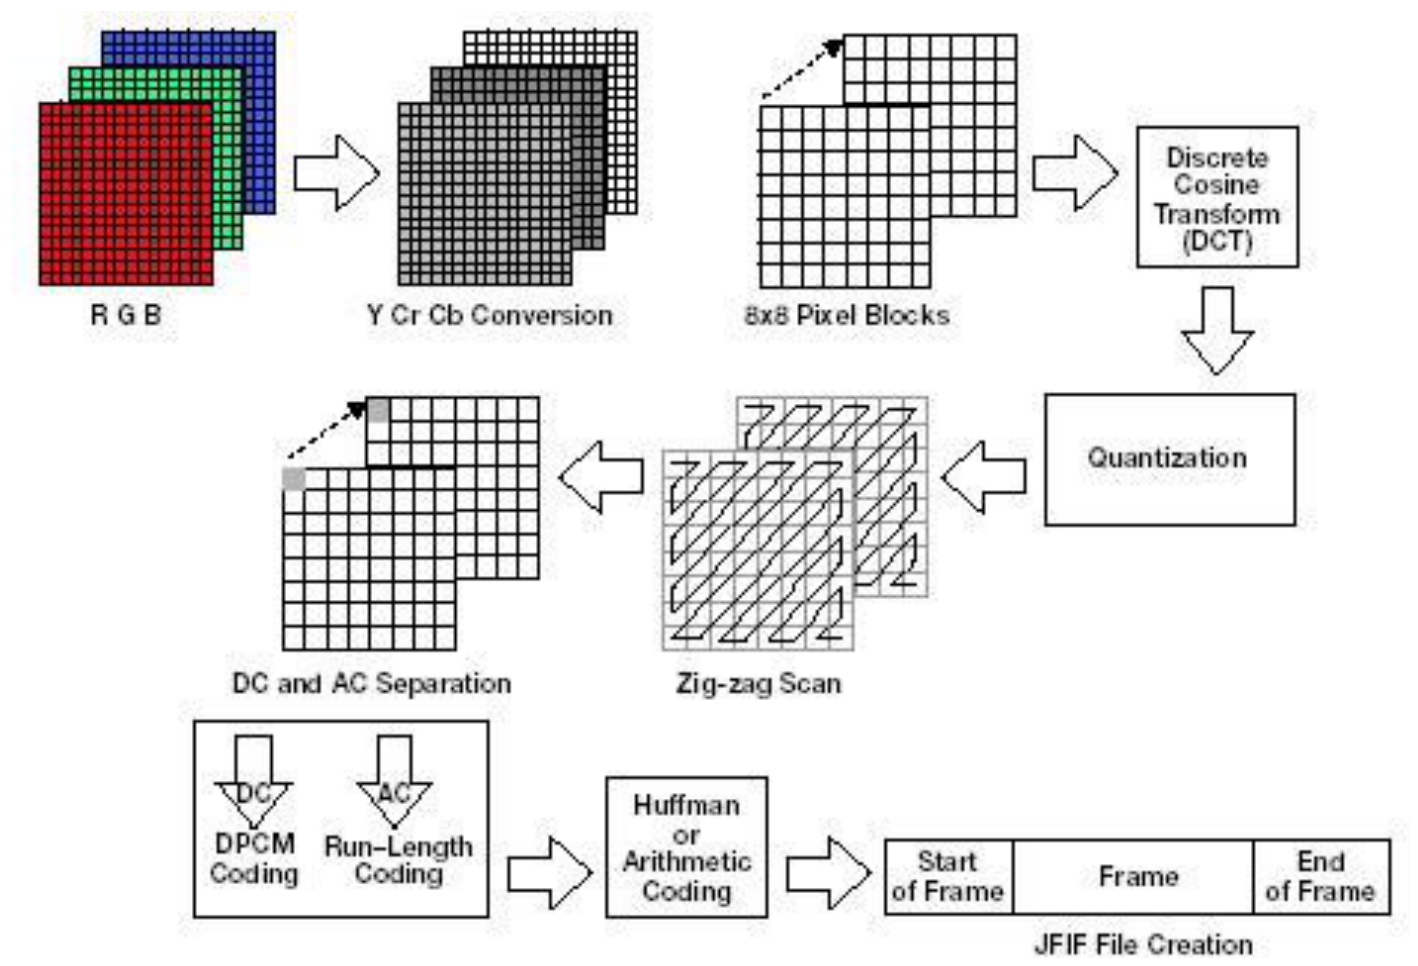 R G B
Y Cr Cb Conversion
8x8 Pixel Blocks
Discrete
Cosine
Transform
(DCT)
Quantization
Zig-zag Scan
DC and AC Separation
DC
DPCM
Coding
AC
Run–Length
Coding
Huffman
or
Arithmetic
Coding
Start
of Frame
Frame
End
of Frame
JFIF File Creation